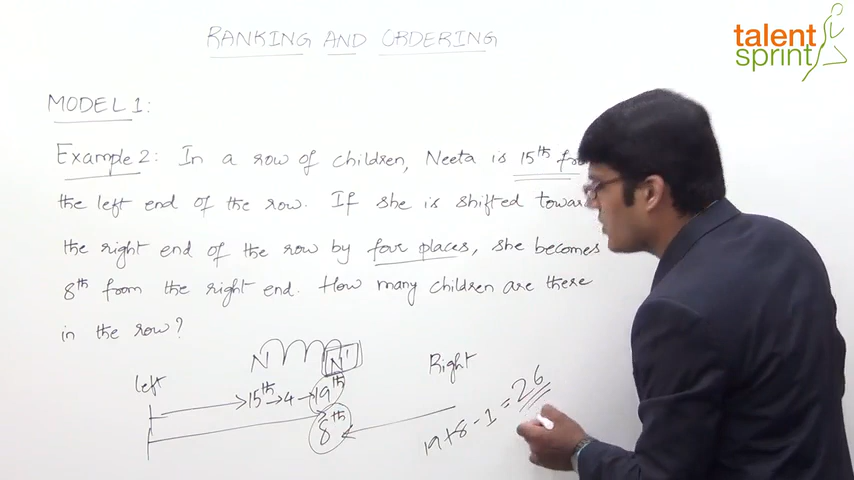 RANKING AND ORDERING
talent
sprint
MODEL 1:
Example 2: In a row of children, Neeta is 15th
the left end of the row. If she is shifted
the right end of the row by four places, she becomes
8th from the right end. How many children are there
in the row?
N N'
left Right
15th → 4 → 19th
8th
19+8-1 = 26